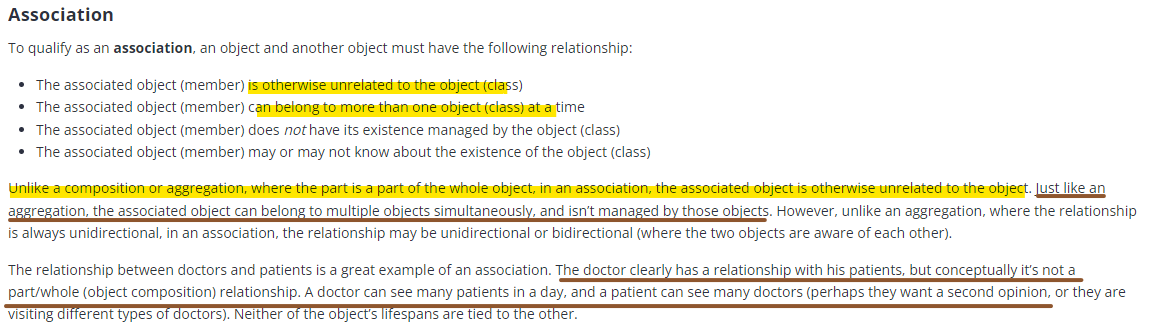 Association
To qualify as an association, an object and another object must have the following relationship:
• The associated object (member) is otherwise unrelated to the object (class)
• The associated object (member) can belong to more than one object (class) at a time
• The associated object (member) does not have its existence managed by the object (class)
• The associated object (member) may or may not know about the existence of the object (class)
Unlike a composition or aggregation, where the part is a part of the whole object, in an association, the associated object is otherwise unrelated to the object. Just like an
aggregation, the associated object can belong to multiple objects simultaneously, and isn’t managed by those objects. However, unlike an aggregation, where the relationship
is always unidirectional, in an association, the relationship may be unidirectional or bidirectional (where the two objects are aware of each other).
The relationship between doctors and patients is a great example of an association. The doctor clearly has a relationship with his patients, but conceptually it’s not a
part/whole (object composition) relationship. A doctor can see many patients in a day, and a patient can see many doctors (perhaps they want a second opinion, or they are
visiting different types of doctors). Neither of the object’s lifespans are tied to the other.